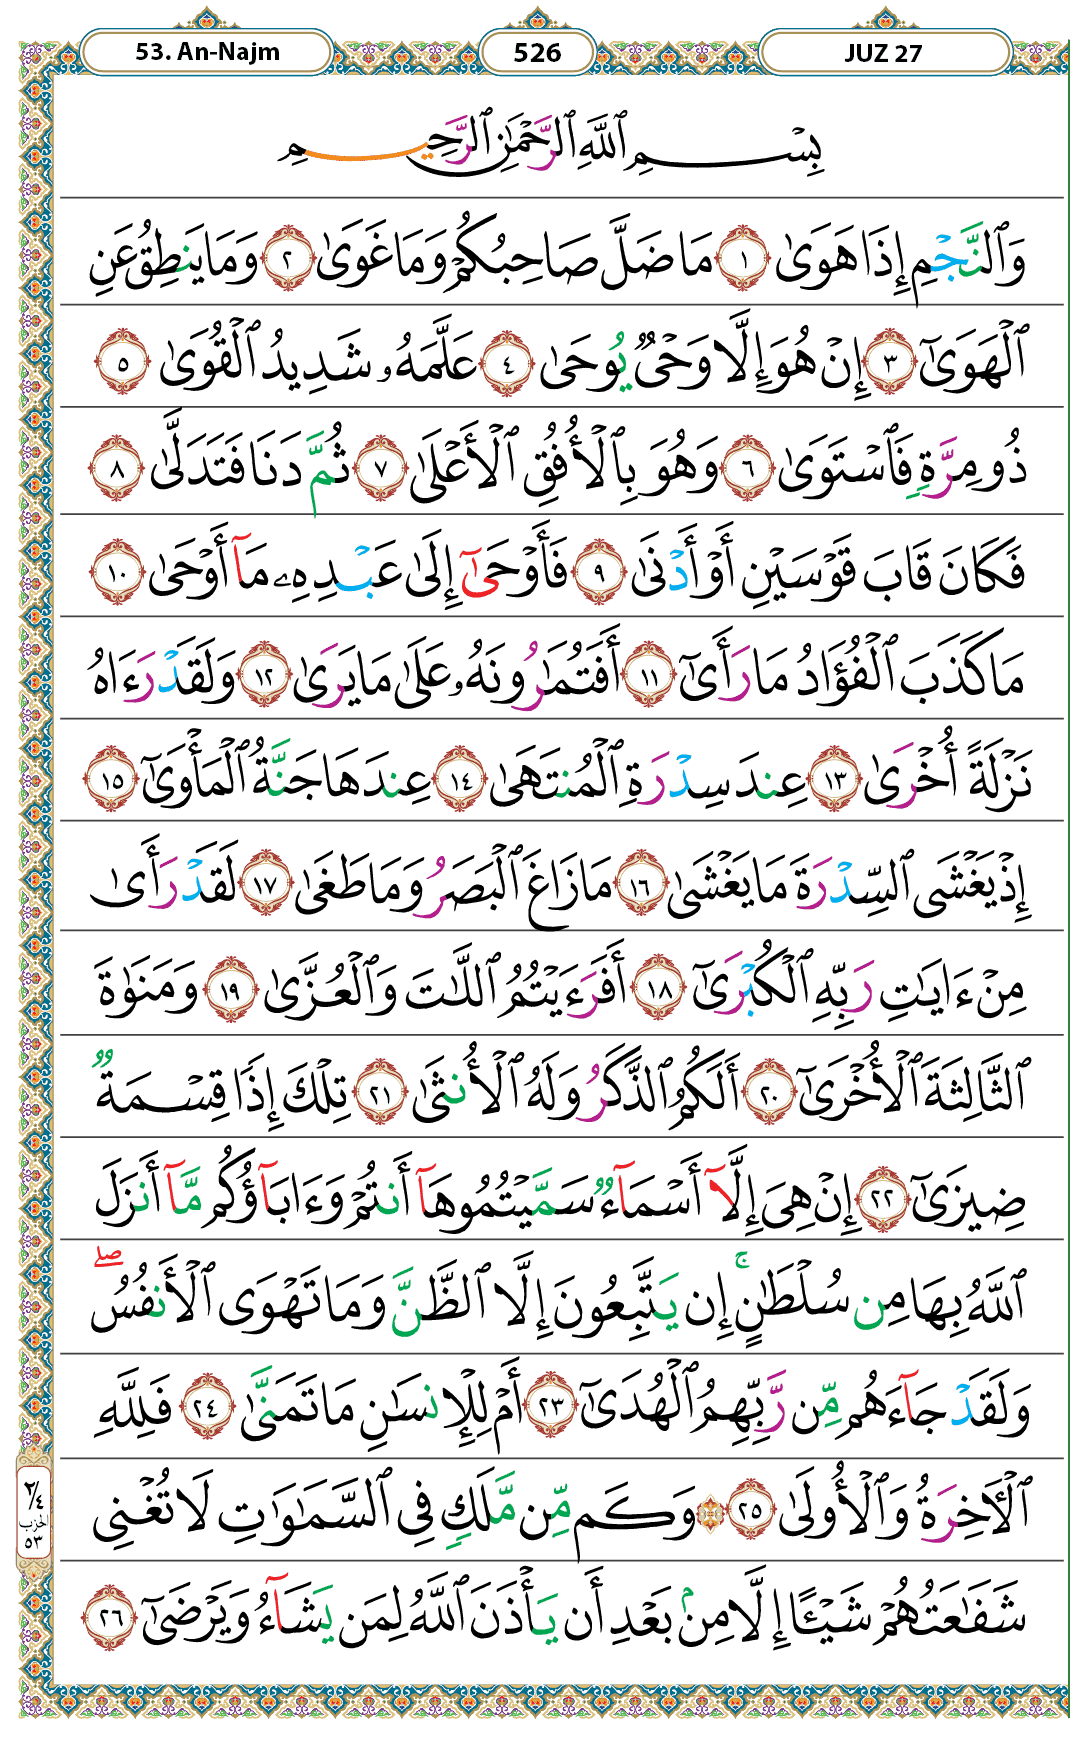 53. An-Najm
526
JUZ 27
بِسْمِ ٱللَّهِ ٱلرَّحْمَٰنِ ٱلرَّحِيمِ
وَٱلنَّجْمِ إِذَا هَوَىٰ ١ مَا ضَلَّ صَاحِبُكُمْ وَمَا غَوَىٰ ٢ وَمَا يَنطِقُ عَنِ
ٱلْهَوَىٰٓ ٣ إِنْ هُوَ إِلَّا وَحْىٌ يُوحَىٰ ٤ عَلَّمَهُۥ شَدِيدُ ٱلْقُوَىٰ ٥
ذُو مِرَّةٍ فَٱسْتَوَىٰ ٦ وَهُوَ بِٱلْأُفُقِ ٱلْأَعْلَىٰ ٧ ثُمَّ دَنَا فَتَدَلَّىٰ ٨
فَكَانَ قَابَ قَوْسَيْنِ أَوْ أَدْنَىٰ ٩ فَأَوْحَىٰٓ إِلَىٰ عَبْدِهِۦ مَآ أَوْحَىٰ ١٠
مَا كَذَبَ ٱلْفُؤَادُ مَا رَأَىٰٓ ١١ أَفَتُمَٰرُونَهُۥ عَلَىٰ مَا يَرَىٰ ١٢ وَلَقَدْ رَءَاهُ
نَزْلَةً أُخْرَىٰ ١٣ عِندَ سِدْرَةِ ٱلْمُنتَهَىٰ ١٤ عِندَهَا جَنَّةُ ٱلْمَأْوَىٰٓ ١٥
إِذْ يَغْشَى ٱلسِّدْرَةَ مَا يَغْشَىٰ ١٦ مَا زَاغَ ٱلْبَصَرُ وَمَا طَغَىٰ ١٧ لَقَدْ رَأَىٰ
مِنْ ءَايَٰتِ رَبِّهِ ٱلْكُبْرَىٰٓ ١٨ أَفَرَءَيْتُمُ ٱللَّٰتَ وَٱلْعُزَّىٰ ١٩ وَمَنَوٰةَ
ٱلثَّالِثَةَ ٱلْأُخْرَىٰٓ ٢٠ أَلَكُمُ ٱلذَّكَرُ وَلَهُ ٱلْأُنثَىٰ ٢١ تِلْكَ إِذًا قِسْمَةٌ
ضِيزَىٰٓ ٢٢ إِنْ هِىَ إِلَّآ أَسْمَآءٌ سَمَّيْتُمُوهَآ أَنتُمْ وَءَابَآؤُكُم مَّآ أَنزَلَ
ٱللَّهُ بِهَا مِن سُلْطَٰنٍ ۚ إِن يَتَّبِعُونَ إِلَّا ٱلظَّنَّ وَمَا تَهْوَى ٱلْأَنفُسُ ۖ
وَلَقَدْ جَآءَهُم مِّن رَّبِّهِمُ ٱلْهُدَىٰٓ ٢٣ أَمْ لِلْإِنسَٰنِ مَا تَمَنَّىٰ ٢٤ فَلِلَّهِ
ٱلْءَاخِرَةُ وَٱلْأُولَىٰ ٢٥ ۞ وَكَم مِّن مَّلَكٍ فِى ٱلسَّمَٰوَٰتِ لَا تُغْنِى
شَفَٰعَتُهُمْ شَيْـًٔا إِلَّا مِنۢ بَعْدِ أَن يَأْذَنَ ٱللَّهُ لِمَن يَشَآءُ وَيَرْضَىٰٓ ٢٦
٢/٤
الحزب
٥٣